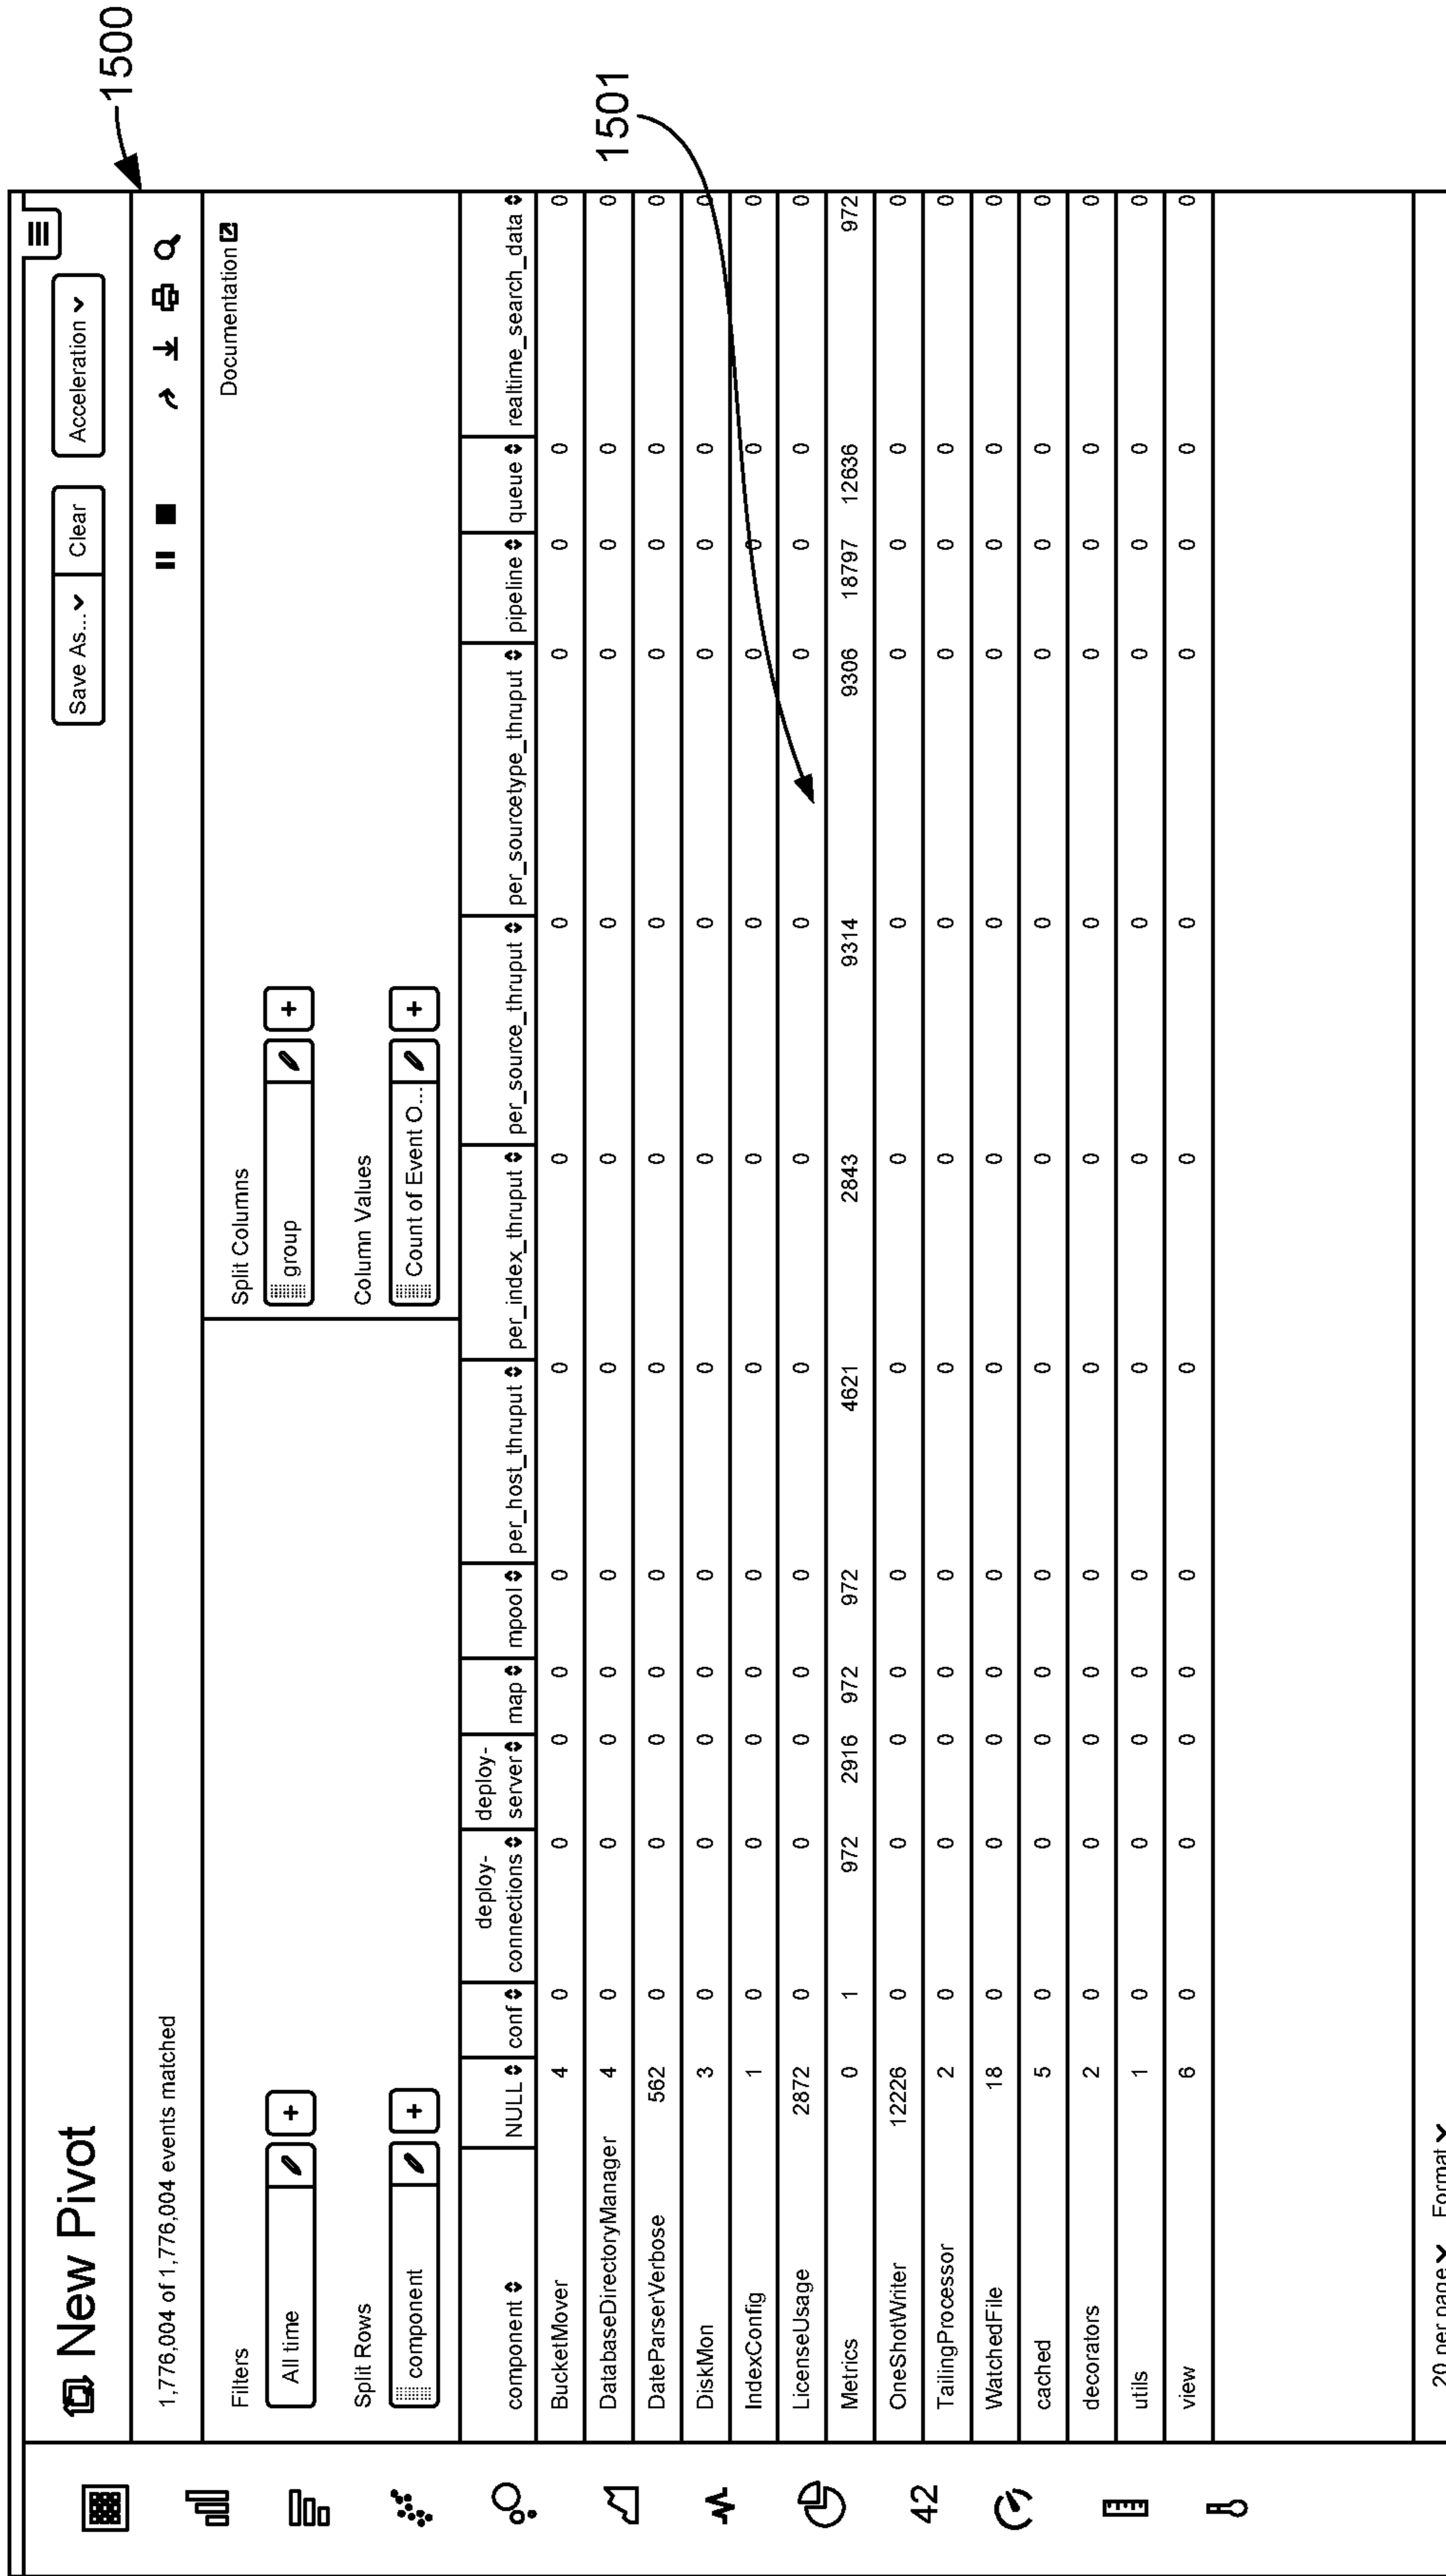 New Pivot
Save As... Clear Acceleration
1500
1,776,004 of 1,776,004 events matched
Filters
Split Columns
Documentation
All time +
group +
Split Rows
Column Values
component +
Count of Event O... +
1501
component NULL conf deploy-connections deploy-server map mpool per_host_thruput per_index_thruput per_source_thruput per_sourcetype_thruput pipeline queue realtime_search_data
BucketMover 4 0 0 0 0 0 0 0 0 0 0 0 0
DatabaseDirectoryManager 4 0 0 0 0 0 0 0 0 0 0 0 0
DateParserVerbose 562 0 0 0 0 0 0 0 0 0 0 0 0
DiskMon 3 0 0 0 0 0 0 0 0 0 0 0 0
IndexConfig 1 0 0 0 0 0 0 0 0 0 0 0 0
LicenseUsage 2872 0 0 0 0 0 0 0 0 0 0 0 0
Metrics 0 1 972 2916 972 972 4621 2843 9314 9306 18797 12636 972
OneShotWriter 12226 0 0 0 0 0 0 0 0 0 0 0 0
TailingProcessor 2 0 0 0 0 0 0 0 0 0 0 0 0
WatchedFile 18 0 0 0 0 0 0 0 0 0 0 0 0
cached 5 0 0 0 0 0 0 0 0 0 0 0 0
decorators 2 0 0 0 0 0 0 0 0 0 0 0 0
utils 1 0 0 0 0 0 0 0 0 0 0 0 0
view 6 0 0 0 0 0 0 0 0 0 0 0 0
42
20 per page Format